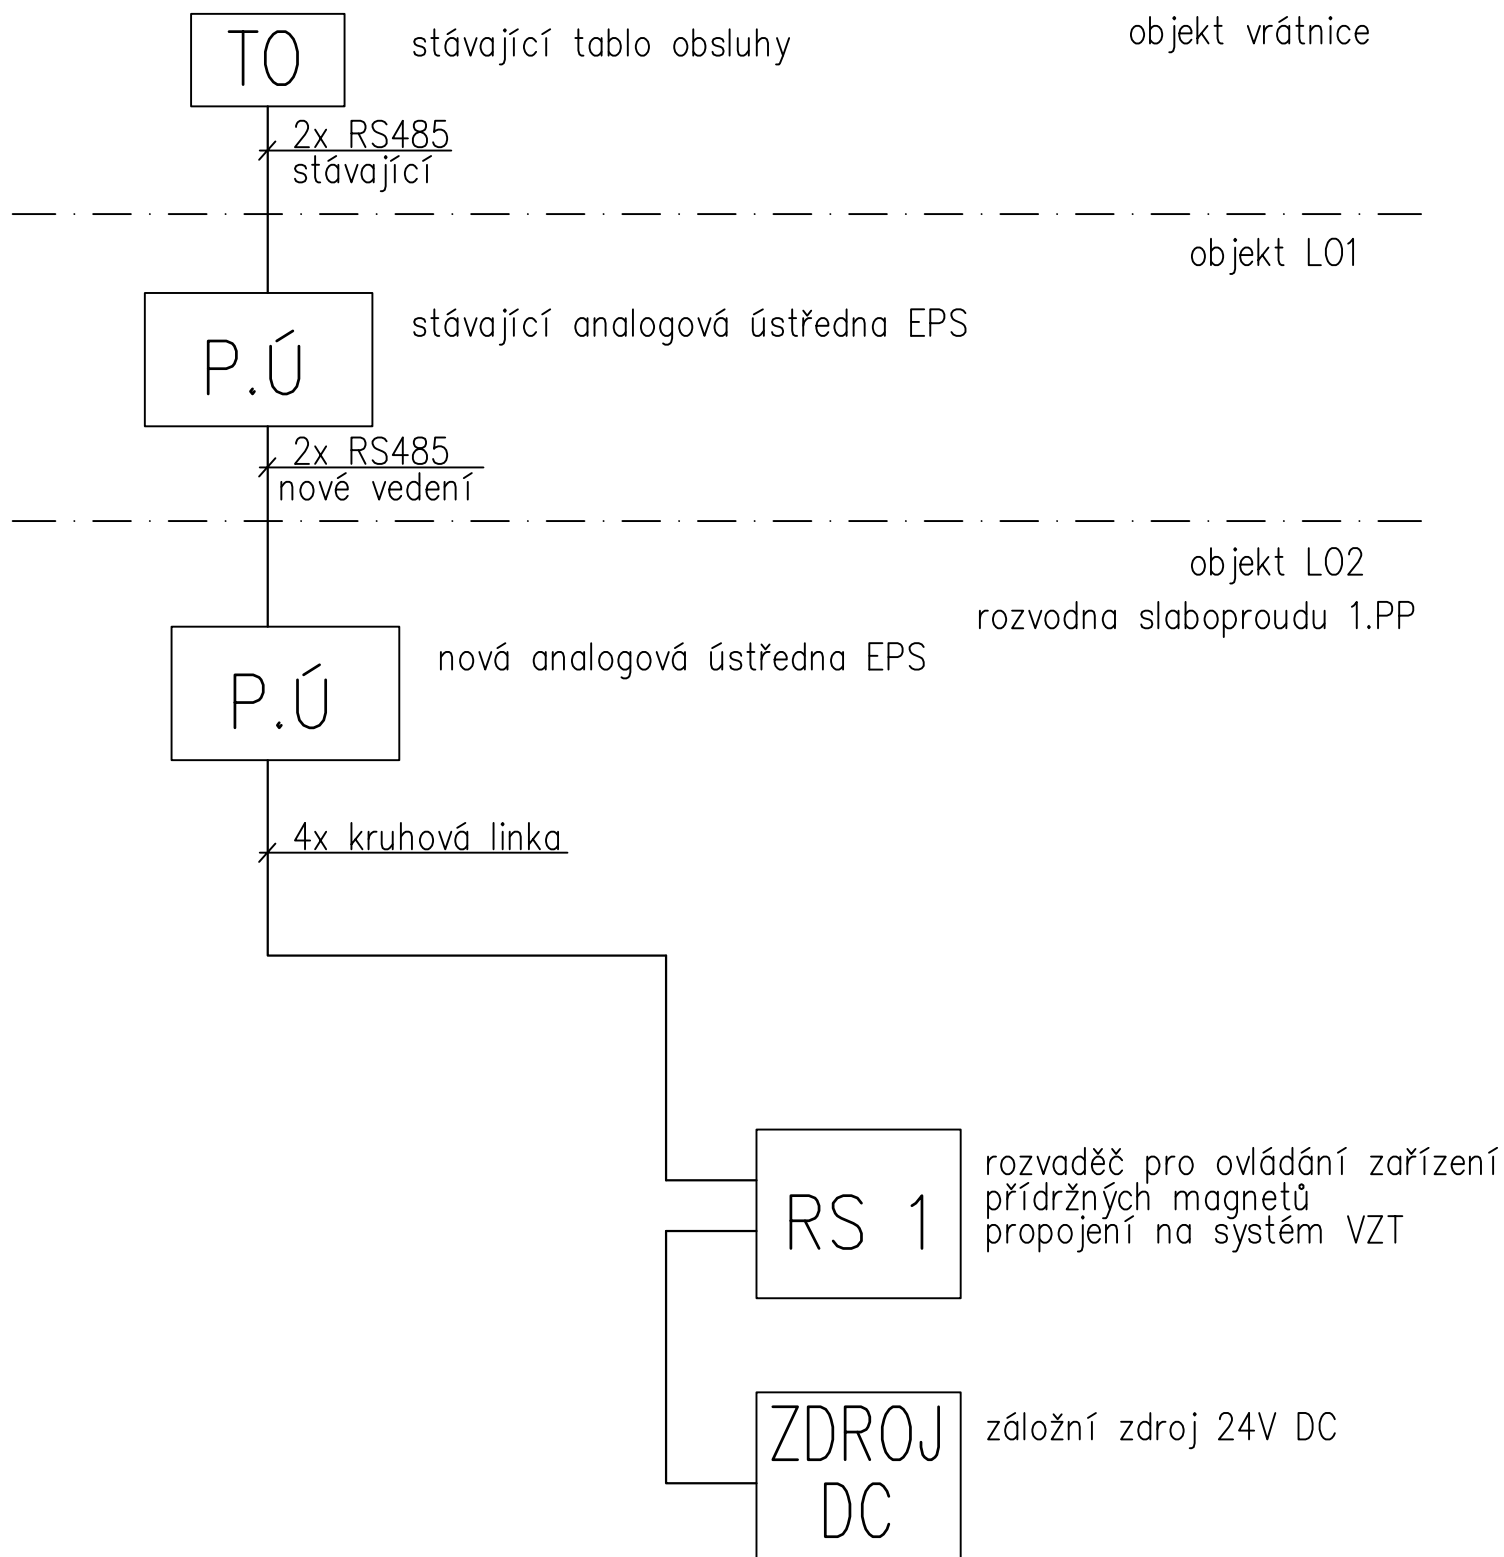 TO
stávající tablo obsluhy
objekt vrátnice
2x RS485
stávající
objekt LO1
P.Ú
stávající analogová ústředna EPS
2x RS485
nové vedení
objekt LO2
rozvodna slaboproudu 1.PP
P.Ú
nová analogová ústředna EPS
4x kruhová linka
RS 1
rozvaděč pro ovládání zařízení
přídržných magnetů
propojení na systém VZT
ZDROJ
DC
záložní zdroj 24V DC